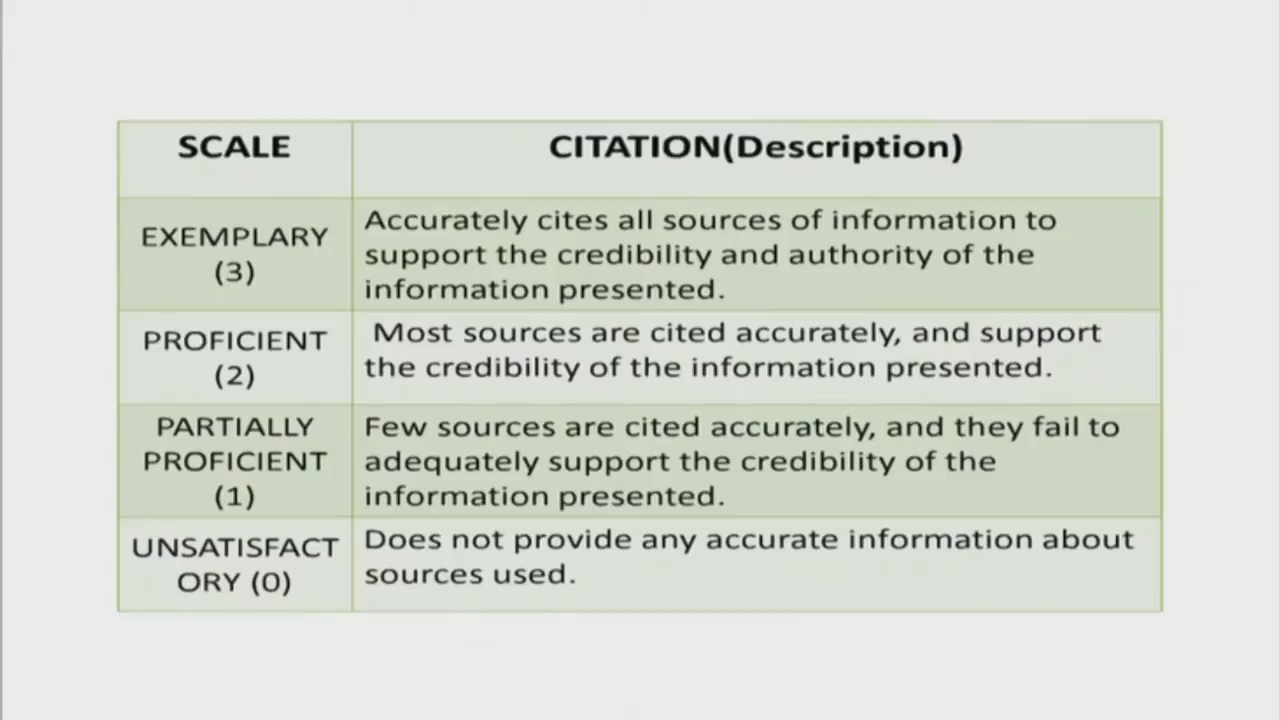 SCALE
CITATION(Description)
EXEMPLARY
(3)
Accurately cites all sources of information to
support the credibility and authority of the
information presented.
PROFICIENT
(2)
Most sources are cited accurately, and support
the credibility of the information presented.
PARTIALLY
PROFICIENT
(1)
Few sources are cited accurately, and they fail to
adequately support the credibility of the
information presented.
UNSATISFACT
ORY (0)
Does not provide any accurate information about
sources used.